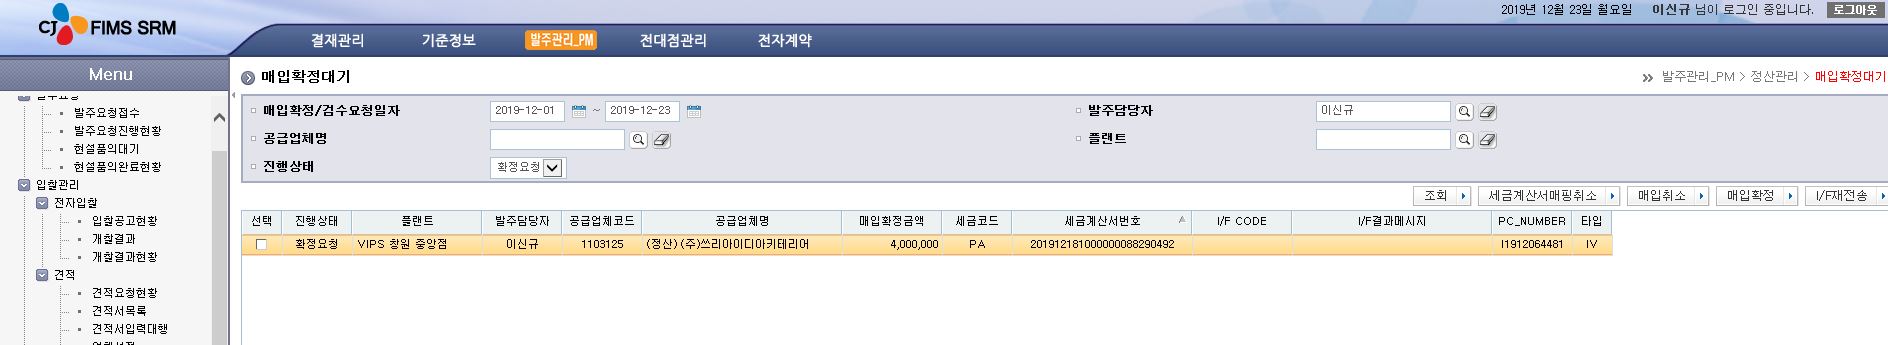 CJ FIMS SRM
2019년 12월 23일 월요일 이신규 님이 로그인 중입니다. 로그아웃
결재관리 기준정보 발주관리_PM 전대점관리 전자계약
Menu
발주요청접수
발주요청진행현황
현설품의대기
현설품의완료현황
입찰관리
전자입찰
입찰공고현황
개찰결과
개찰결과현황
견적
견적요청현황
견적서목록
견적서입력대행
매입확정대기
발주관리_PM > 정산관리 > 매입확정대기
매입확정/검수요청일자 2019-12-01 ~ 2019-12-23 발주담당자 이신규
공급업체명 플랜트
진행상태 확정요청
조회 세금계산서매핑취소 매입취소 매입확정 I/F재전송
선택 진행상태 플랜트 발주담당자 공급업체코드 공급업체명 매입확정금액 세금코드 세금계산서번호 I/F CODE I/F결과메시지 PC_NUMBER 타입
확정요청 VIPS 창원 중앙점 이신규 1103125 (정산) (주)쓰리아이디아키테리어 4,000,000 PA 201912181000000088290492 I1912064481 IV